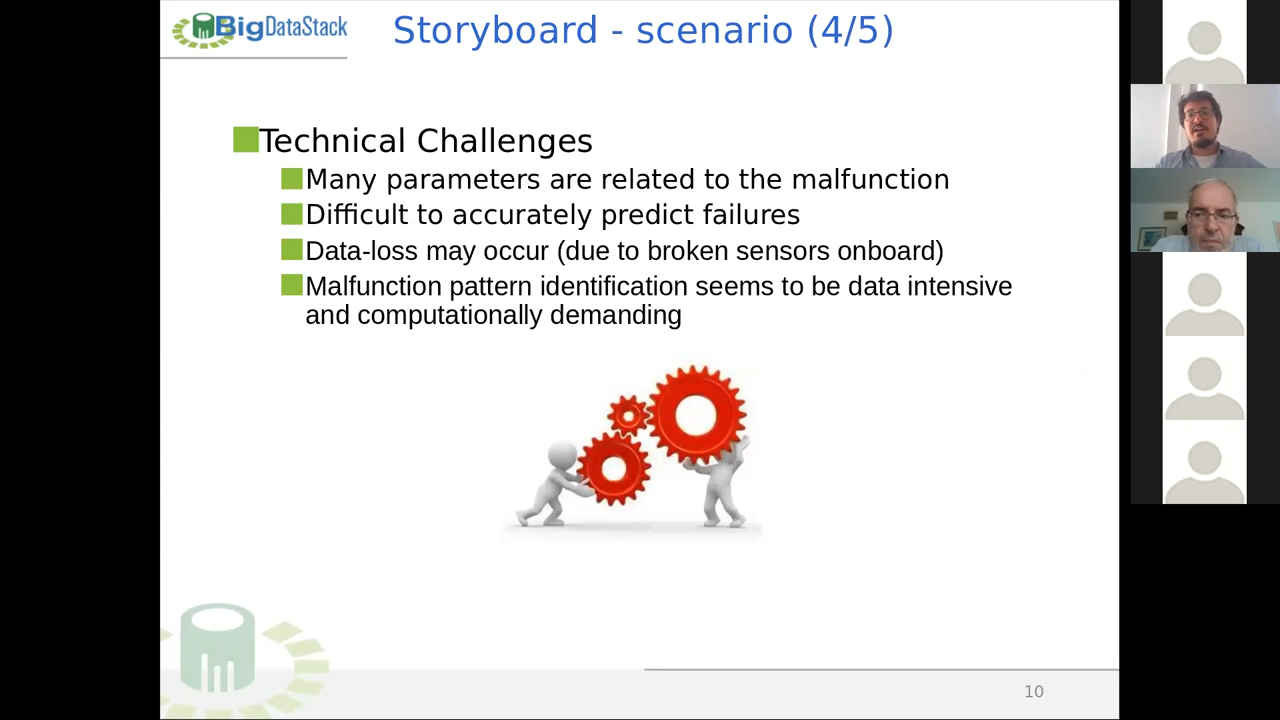 BigDataStack
Storyboard - scenario (4/5)
Technical Challenges
Many parameters are related to the malfunction
Difficult to accurately predict failures
Data-loss may occur (due to broken sensors onboard)
Malfunction pattern identification seems to be data intensive
and computationally demanding
10